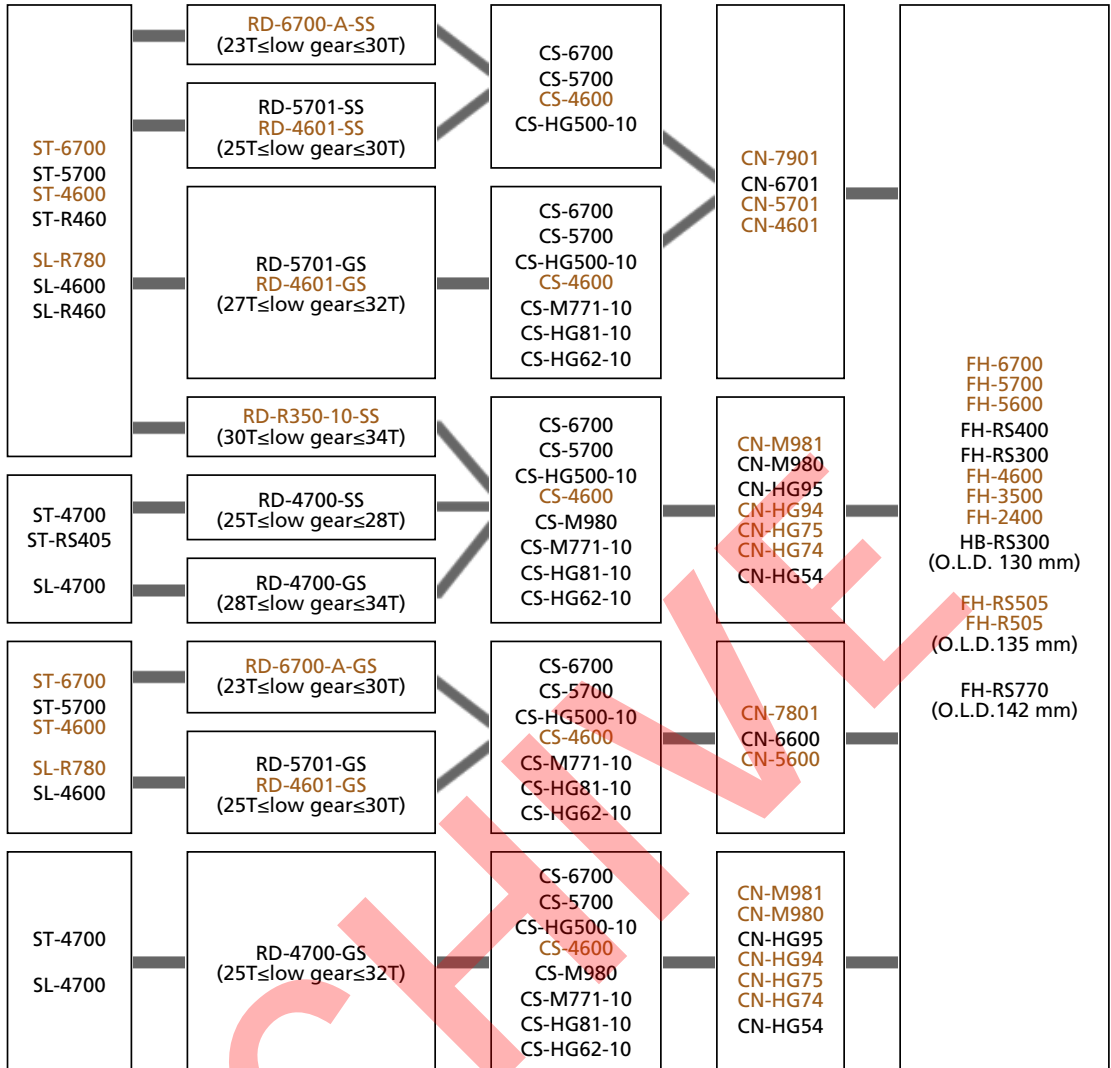 ST-6700
ST-5700
ST-4600
ST-R460
SL-R780
SL-4600
SL-R460
RD-6700-A-SS
(23T≤low gear≤30T)
RD-5701-SS
RD-4601-SS
(25T≤low gear≤30T)
CS-6700
CS-5700
CS-4600
CS-HG500-10
RD-5701-GS
RD-4601-GS
(27T≤low gear≤32T)
CS-6700
CS-5700
CS-HG500-10
CS-4600
CS-M771-10
CS-HG81-10
CS-HG62-10
CN-7901
CN-6701
CN-5701
CN-4601
RD-R350-10-SS
(30T≤low gear≤34T)
ST-4700
ST-RS405
SL-4700
RD-4700-SS
(25T≤low gear≤28T)
RD-4700-GS
(28T≤low gear≤34T)
CS-6700
CS-5700
CS-HG500-10
CS-4600
CS-M980
CS-M771-10
CS-HG81-10
CS-HG62-10
CN-M981
CN-M980
CN-HG95
CN-HG94
CN-HG75
CN-HG74
CN-HG54
ST-6700
ST-5700
ST-4600
SL-R780
SL-4600
RD-6700-A-GS
(23T≤low gear≤30T)
RD-5701-GS
RD-4601-GS
(25T≤low gear≤30T)
CS-6700
CS-5700
CS-HG500-10
CS-4600
CS-M771-10
CS-HG81-10
CS-HG62-10
CN-7801
CN-6600
CN-5600
ST-4700
SL-4700
RD-4700-GS
(25T≤low gear≤32T)
CS-6700
CS-5700
CS-HG500-10
CS-4600
CS-M980
CS-M771-10
CS-HG81-10
CS-HG62-10
CN-M981
CN-M980
CN-HG95
CN-HG94
CN-HG75
CN-HG74
CN-HG54
FH-6700
FH-5700
FH-5600
FH-RS400
FH-RS300
FH-4600
FH-3500
FH-2400
HB-RS300
(O.L.D. 130 mm)
FH-RS505
FH-R505
(O.L.D.135 mm)
FH-RS770
(O.L.D.142 mm)
CHIVE